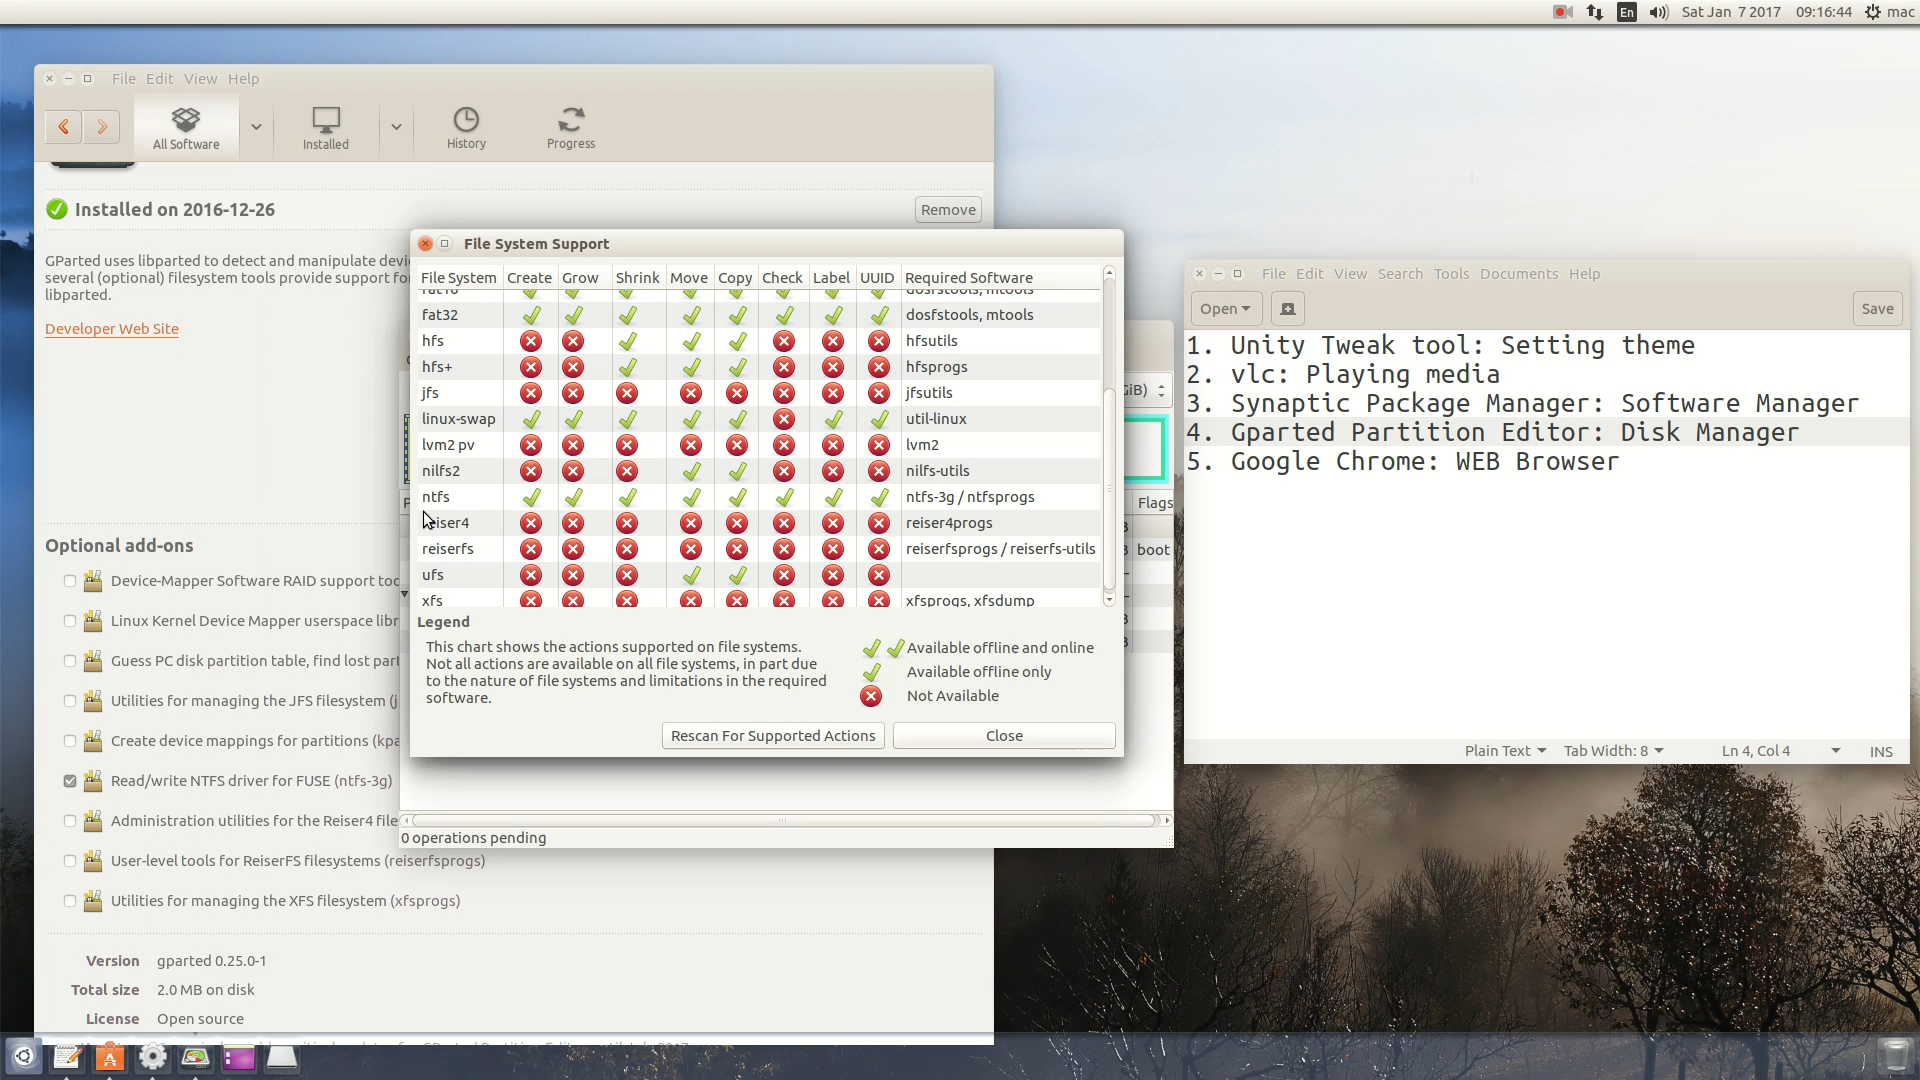 En
Sat Jan 7 2017 09:16:44 mac
File Edit View Help
All Software
Installed
History
Progress
Installed on 2016-12-26
Remove
GParted uses libparted to detect and manipulate
several (optional) filesystem tools provide support
libparted.
Developer Web Site
Optional add-ons
Device-Mapper Software RAID support
Linux Kernel Device Mapper userspace
Guess PC disk partition table, find lost
Utilities for managing the JFS filesystem
Create device mappings for partitions
Read/write NTFS driver for FUSE (ntfs-3g)
Administration utilities for the Reiser4
User-level tools for ReiserFS filesystems (reiserfsprogs)
Utilities for managing the XFS filesystem (xfsprogs)
Version gparted 0.25.0-1
Total size 2.0 MB on disk
License Open source
File System Support
File System Create Grow Shrink Move Copy Check Label UUID Required Software
fat16 dosfstools, mtools
fat32 dosfstools, mtools
hfs hfsutils
hfs+ hfsprogs
jfs jfsutils
linux-swap util-linux
lvm2 pv lvm2
nilfs2 nilfs-utils
ntfs ntfs-3g / ntfsprogs
eiser4 reiser4progs
reiserfs reiserfsprogs / reiserfs-utils
ufs
xfs xfsprogs, xfsdump
Legend
This chart shows the actions supported on file systems.
Not all actions are available on all file systems, in part due
to the nature of file systems and limitations in the required
software.
Available offline and online
Available offline only
Not Available
Rescan For Supported Actions
Close
GiB)
Flags
boot
0 operations pending
File Edit View Search Tools Documents Help
Open
Save
1. Unity Tweak tool: Setting theme
2. vlc: Playing media
3. Synaptic Package Manager: Software Manager
4. Gparted Partition Editor: Disk Manager
5. Google Chrome: WEB Browser
Plain Text Tab Width: 8 Ln 4, Col 4 INS